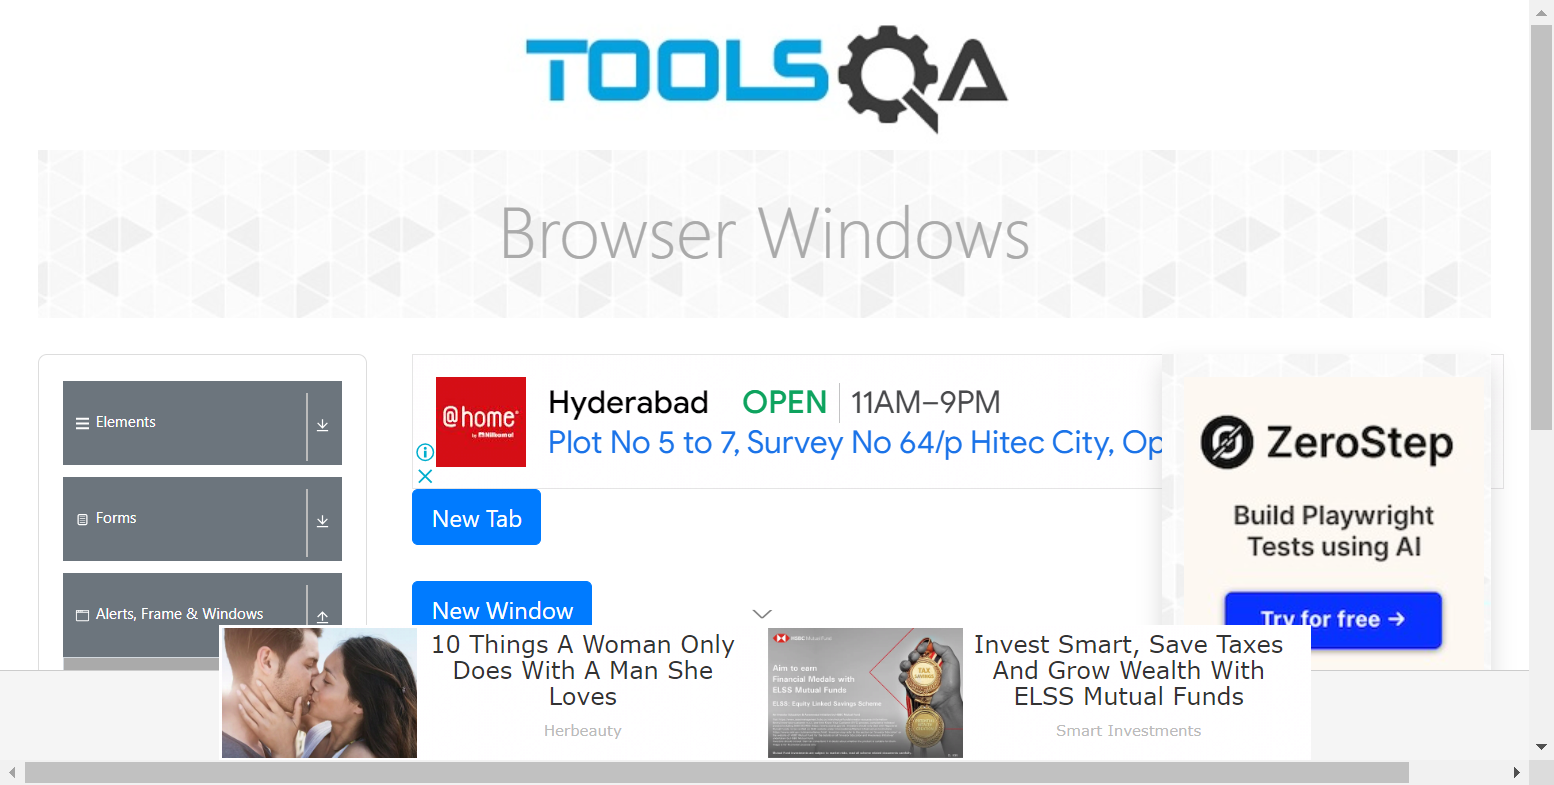 TOOLSQA
Browser Windows
Elements
Forms
Alerts, Frame & Windows
@home
by Nilkamal
Hyderabad OPEN 11AM–9PM
Plot No 5 to 7, Survey No 64/p Hitec City, Op
New Tab
New Window
ZeroStep
Build Playwright
Tests using AI
Try for free →
10 Things A Woman Only
Does With A Man She
Loves
Herbeauty
HSBC Mutual Fund
Aim to earn
Financial Medals with
ELSS Mutual Funds
ELSS: Equity Linked Savings Scheme
TAX
SAVINGS
Invest Smart, Save Taxes
And Grow Wealth With
ELSS Mutual Funds
Smart Investments